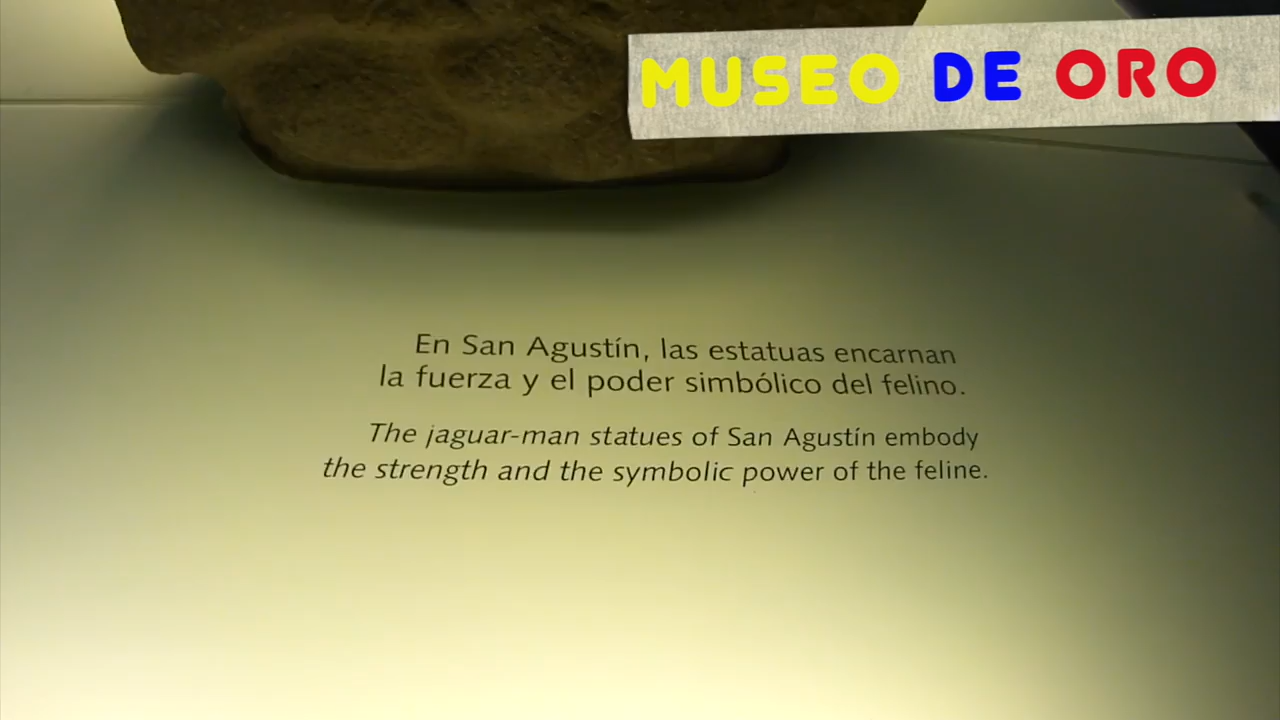 MUSEO DE ORO
En San Agustín, las estatuas encarnan
la fuerza y el poder simbólico del felino.
The jaguar-man statues of San Agustín embody
the strength and the symbolic power of the feline.